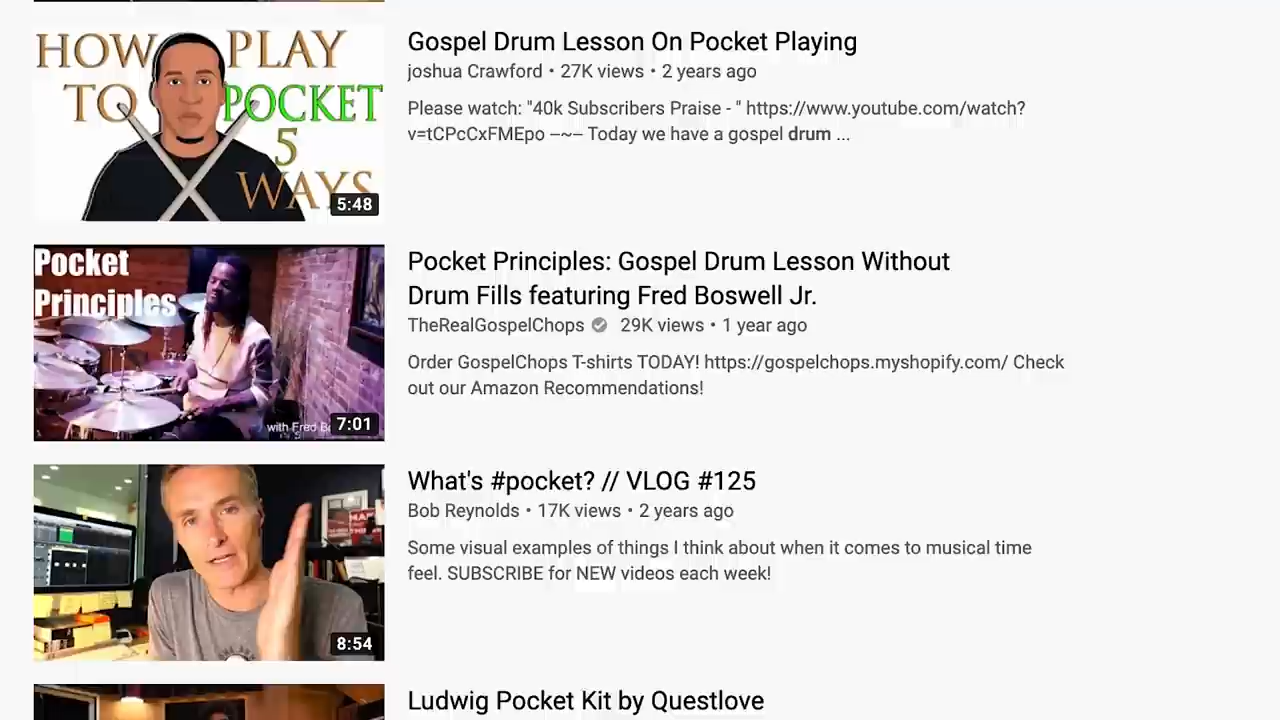 HOW PLAY
TO POCKET
5
WAYS
5:48
Gospel Drum Lesson On Pocket Playing
joshua Crawford • 27K views • 2 years ago
Please watch: "40k Subscribers Praise - " https://www.youtube.com/watch?
v=tCPcCxFMEpo --~-- Today we have a gospel drum ...
Pocket
Principles
with Fred B
7:01
Pocket Principles: Gospel Drum Lesson Without
Drum Fills featuring Fred Boswell Jr.
TheRealGospelChops 29K views • 1 year ago
Order GospelChops T-shirts TODAY! https://gospelchops.myshopify.com/ Check
out our Amazon Recommendations!
8:54
What's #pocket? // VLOG #125
Bob Reynolds • 17K views • 2 years ago
Some visual examples of things I think about when it comes to musical time
feel. SUBSCRIBE for NEW videos each week!
Ludwig Pocket Kit by Questlove